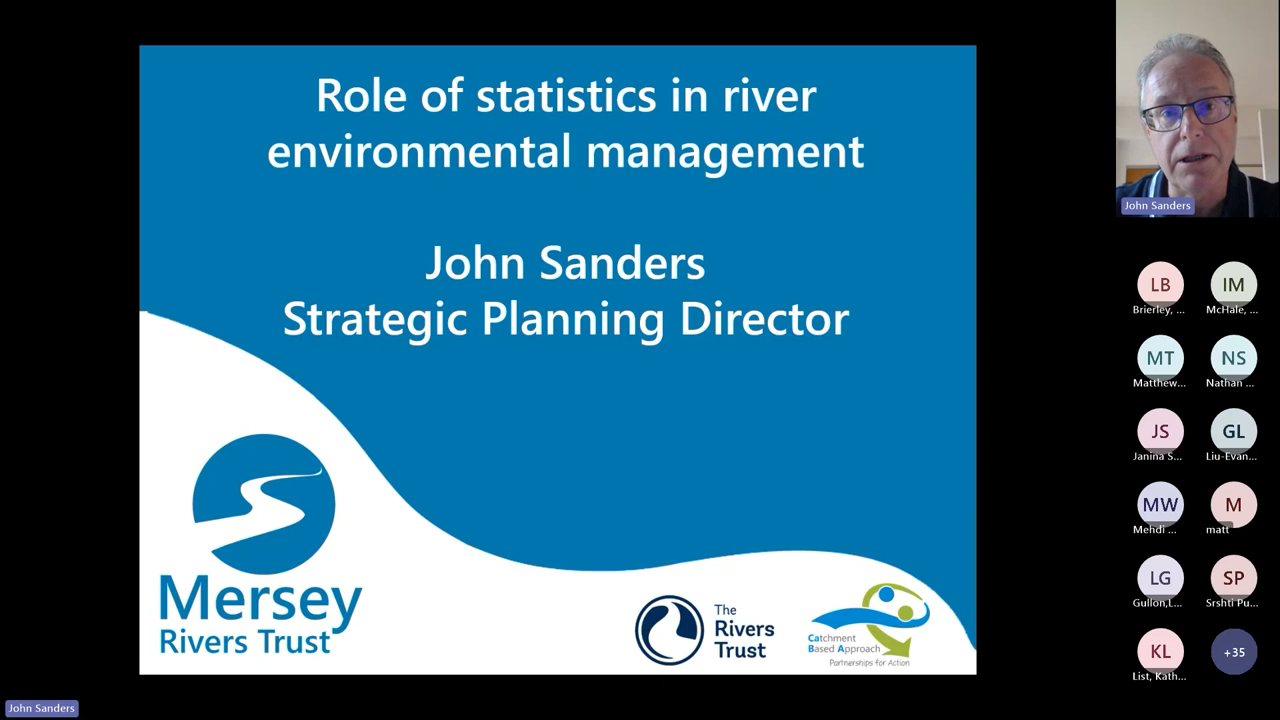 Role of statistics in river
environmental management
John Sanders
Strategic Planning Director
Mersey
Rivers Trust
The
Rivers
Trust
Catchment
Based Approach
Partnerships for Action
John Sanders
LB
Brierley, ...
IM
McHale, ...
MT
Matthew...
NS
Nathan ...
JS
Janina S...
GL
Liu-Evan...
MW
Mehdi ...
M
matt
LG
Gullon,L...
SP
Srshti Pu...
KL
List, Kath...
+35
John Sanders